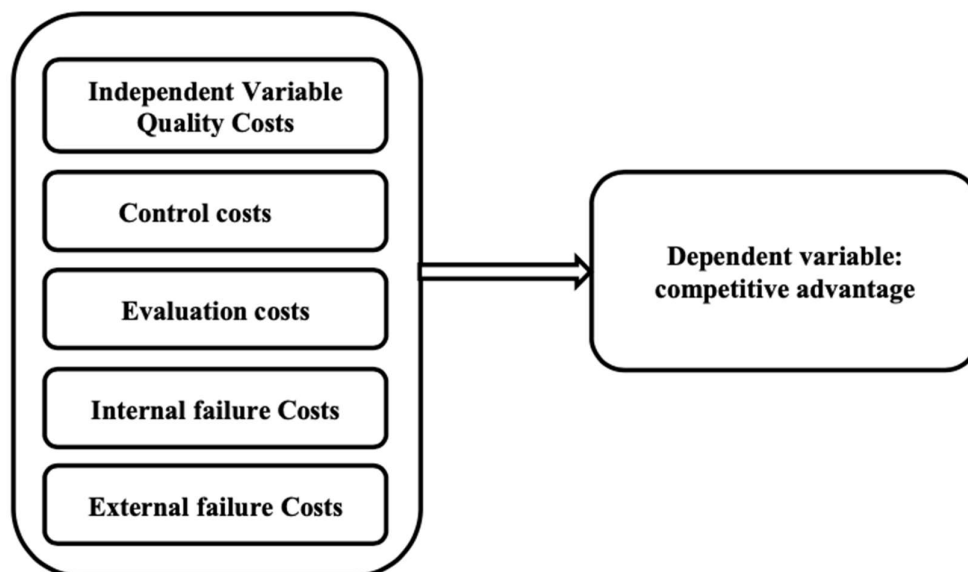 Independent Variable
Quality Costs
Control costs
Evaluation costs
Internal failure Costs
External failure Costs
Dependent variable:
competitive advantage